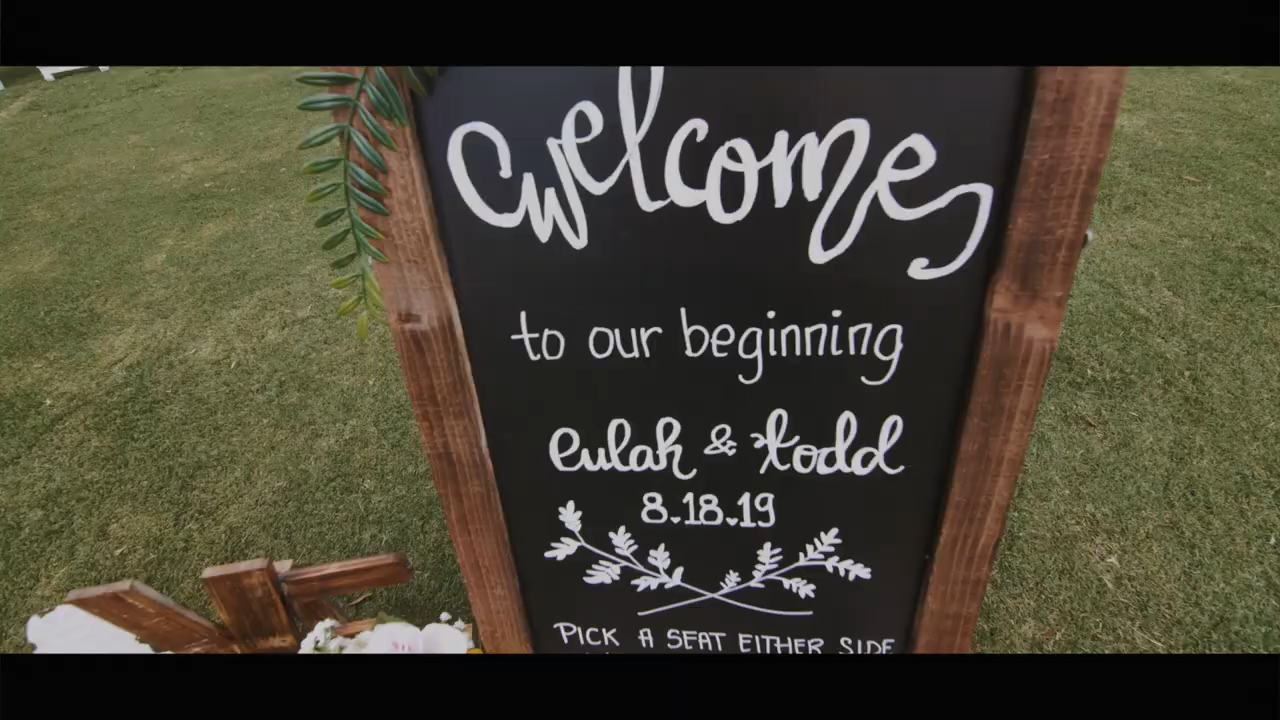 welcome
to our beginning
eulah & todd
8.18.19
PICK A SEAT EITHER SIDE